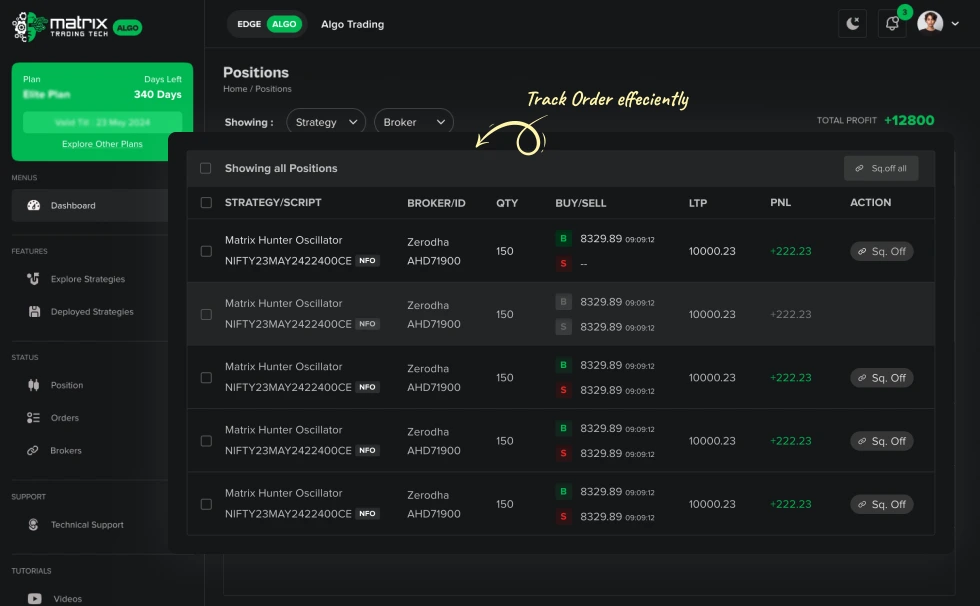 matrix
TRADING TECH
ALGO
EDGE ALGO
Algo Trading
3
Plan
Days Left
Elite Plan
340 Days
Valid Till : 23 May 2024
Explore Other Plans
MENUS
Dashboard
FEATURES
Explore Strategies
Deployed Strategies
STATUS
Position
Orders
Brokers
SUPPORT
Technical Support
TUTORIALS
Videos
Positions
Home / Positions
Track Order effeciently
Showing :
Strategy
Broker
TOTAL PROFIT +12800
Showing all Positions
Sq.off all
STRATEGY/SCRIPT BROKER/ID QTY BUY/SELL LTP PNL ACTION
Matrix Hunter Oscillator
NIFTY23MAY2422400CE NFO
Zerodha
AHD71900
150
B 8329.89 09:09:12
S --
10000.23
+222.23
Sq. Off
Matrix Hunter Oscillator
NIFTY23MAY2422400CE NFO
Zerodha
AHD71900
150
B 8329.89 09:09:12
S 8329.89 09:09:12
10000.23
+222.23
Matrix Hunter Oscillator
NIFTY23MAY2422400CE NFO
Zerodha
AHD71900
150
B 8329.89 09:09:12
S 8329.89 09:09:12
10000.23
+222.23
Sq. Off
Matrix Hunter Oscillator
NIFTY23MAY2422400CE NFO
Zerodha
AHD71900
150
B 8329.89 09:09:12
S 8329.89 09:09:12
10000.23
+222.23
Sq. Off
Matrix Hunter Oscillator
NIFTY23MAY2422400CE NFO
Zerodha
AHD71900
150
B 8329.89 09:09:12
S 8329.89 09:09:12
10000.23
+222.23
Sq. Off